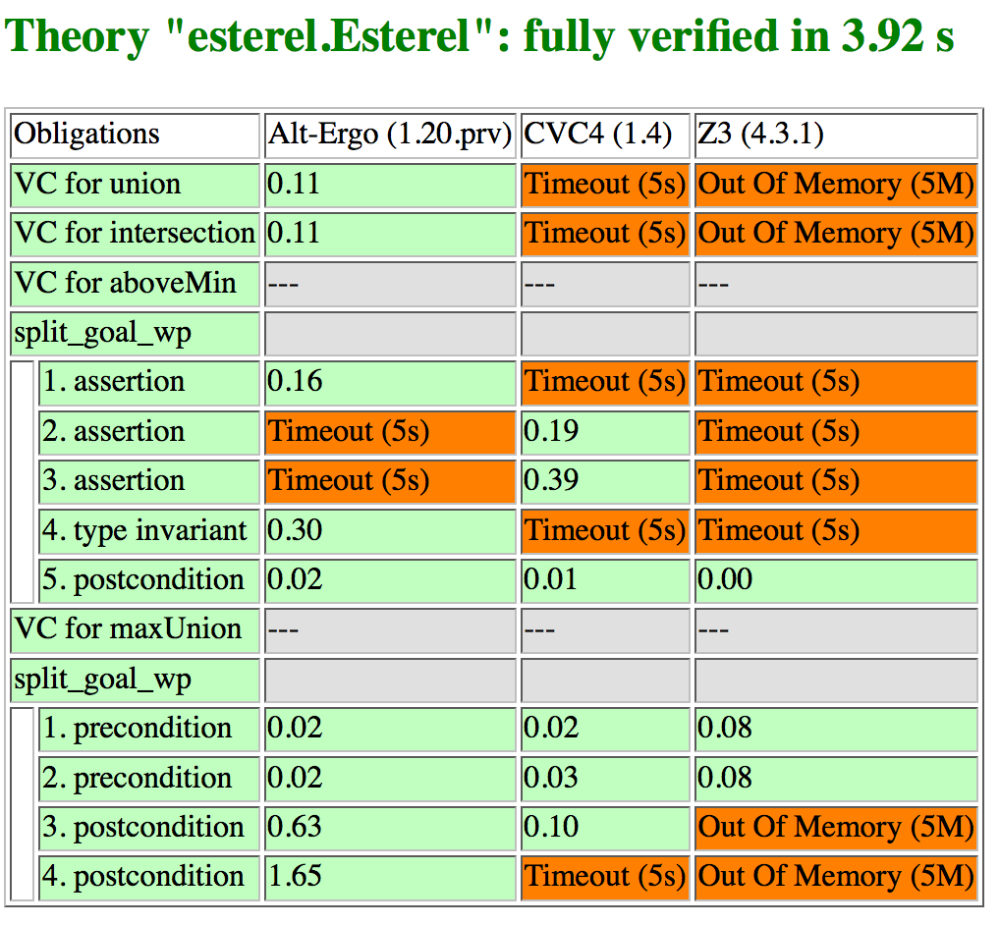 Theory "esterel.Esterel": fully verified in 3.92 s
Obligations Alt-Ergo (1.20.prv) CVC4 (1.4) Z3 (4.3.1)
VC for union 0.11 Timeout (5s) Out Of Memory (5M)
VC for intersection 0.11 Timeout (5s) Out Of Memory (5M)
VC for aboveMin --- --- ---
split_goal_wp
1. assertion 0.16 Timeout (5s) Timeout (5s)
2. assertion Timeout (5s) 0.19 Timeout (5s)
3. assertion Timeout (5s) 0.39 Timeout (5s)
4. type invariant 0.30 Timeout (5s) Timeout (5s)
5. postcondition 0.02 0.01 0.00
VC for maxUnion --- --- ---
split_goal_wp
1. precondition 0.02 0.02 0.08
2. precondition 0.02 0.03 0.08
3. postcondition 0.63 0.10 Out Of Memory (5M)
4. postcondition 1.65 Timeout (5s) Out Of Memory (5M)